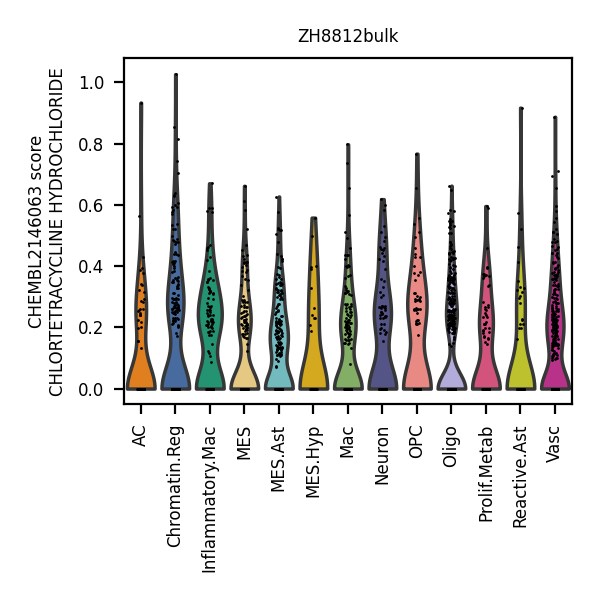 ZH8812bulk
CHEMBL2146063 score
CHLORTETRACYCLINE HYDROCHLORIDE
1.0
0.8
0.6
0.4
0.2
0.0
AC
Chromatin.Reg
Inflammatory.Mac
MES
MES.Ast
MES.Hyp
Mac
Neuron
OPC
Oligo
Prolif.Metab
Reactive.Ast
Vasc